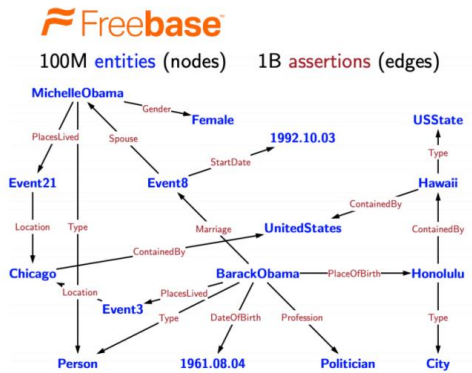 Freebase™
100M entities (nodes) 1B assertions (edges)
MichelleObama
Gender
Female
USState
PlacesLived
Spouse
1992.10.03
StartDate
Type
Event21
Event8
Hawaii
ContainedBy
Location
Type
Marriage
UnitedStates
ContainedBy
ContainedBy
Chicago
BarackObama
PlaceOfBirth
Honolulu
Location
PlacesLived
Event3
Type
DateOfBirth
Profession
Type
Person
1961.08.04
Politician
City